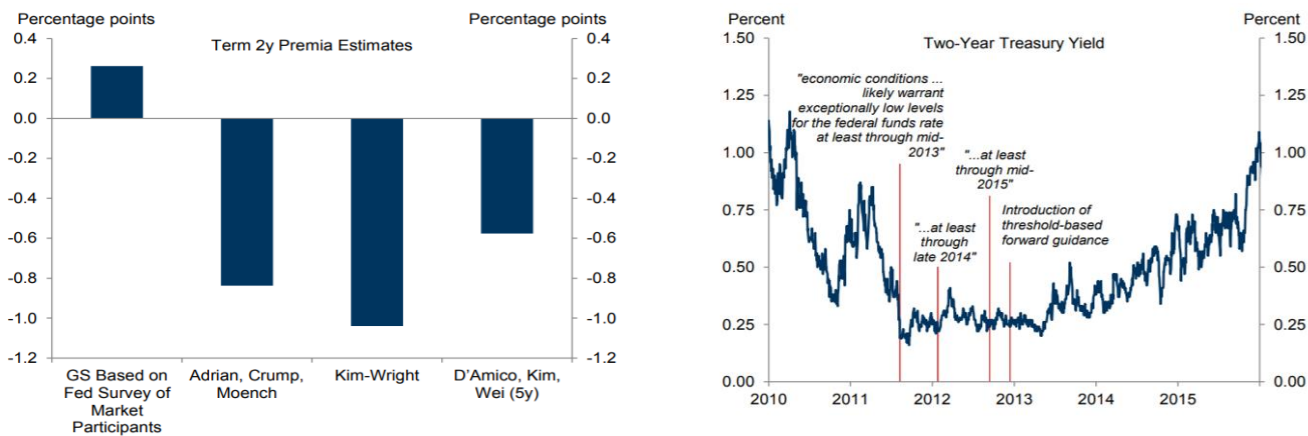 Percentage points
Percentage points
Term 2y Premia Estimates
0.4
0.2
0.0
-0.2
-0.4
-0.6
-0.8
-1.0
-1.2
0.4
0.2
0.0
-0.2
-0.4
-0.6
-0.8
-1.0
-1.2
GS Based on
Fed Survey of
Market
Participants
Adrian, Crump,
Moench
Kim-Wright
D'Amico, Kim,
Wei (5y)
Percent
Percent
Two-Year Treasury Yield
1.50
1.25
1.00
0.75
0.50
0.25
0.00
"economic conditions ...
likely warrant
exceptionally low levels
for the federal funds rate
at least through mid-
2013"
"...at least
through
late 2014"
"...at least
through mid-
2015"
Introduction of
threshold-based
forward guidance
1.50
1.25
1.00
0.75
0.50
0.25
0.00
2010
2011
2012
2013
2014
2015